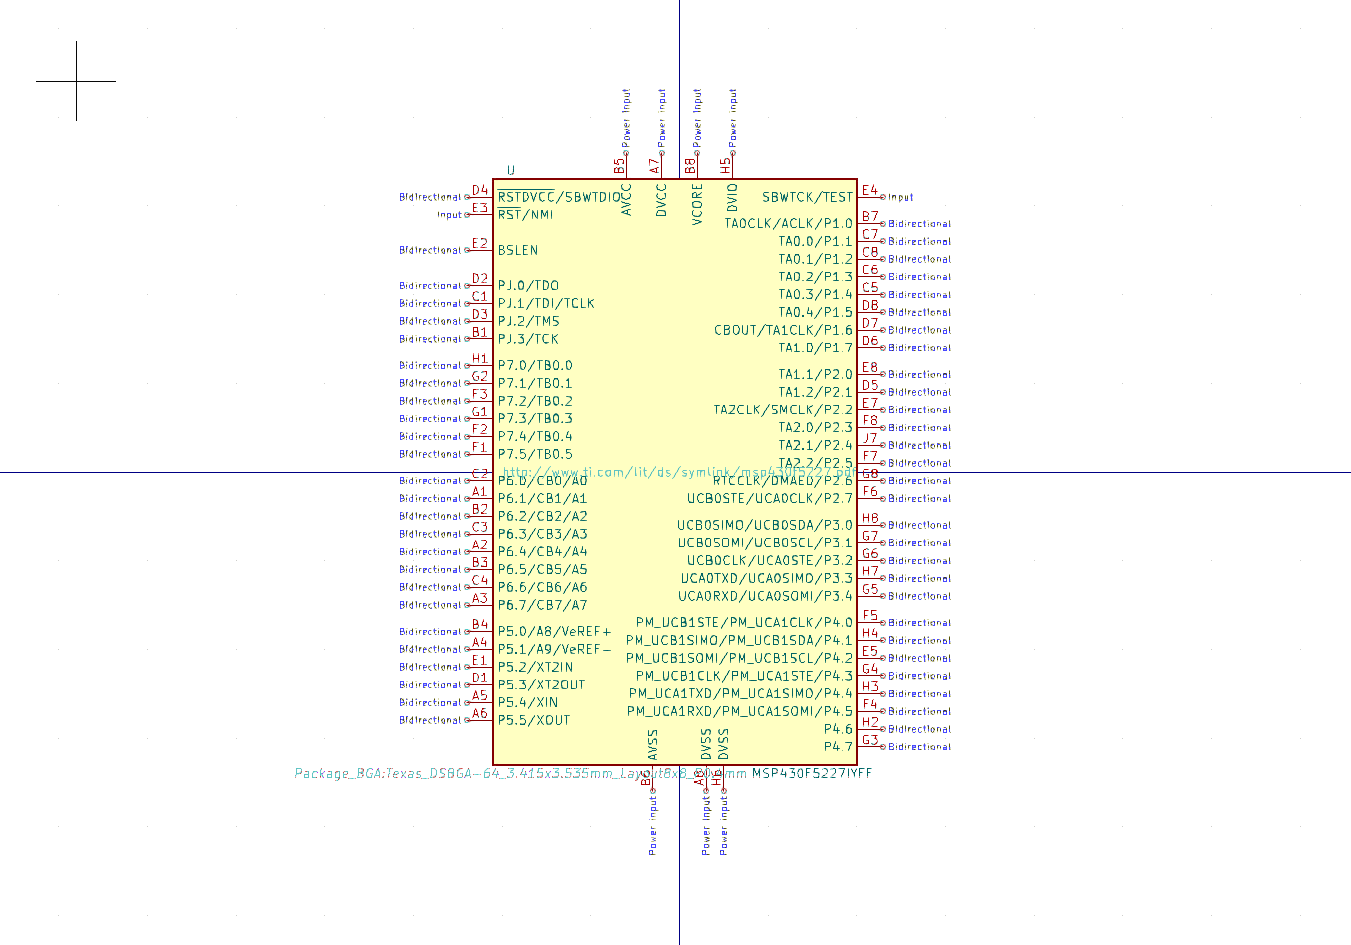 Power Input Power Input Power Input Power Input
B5 A7 B8 H5
AVCC DVCC VCORE DVIO
U
Bidirectional D4 RSTDVCC/SBWTDIO
Input E3 RST/NMI
Bidirectional E2 BSLEN
Bidirectional D2 PJ.0/TDO
Bidirectional C1 PJ.1/TDI/TCLK
Bidirectional D3 PJ.2/TMS
Bidirectional B1 PJ.3/TCK
Bidirectional H1 P7.0/TB0.0
Bidirectional G2 P7.1/TB0.1
Bidirectional F3 P7.2/TB0.2
Bidirectional G1 P7.3/TB0.3
Bidirectional F2 P7.4/TB0.4
Bidirectional F1 P7.5/TB0.5
Bidirectional C2 P6.0/CB0/A0
Bidirectional A1 P6.1/CB1/A1
Bidirectional B2 P6.2/CB2/A2
Bidirectional C3 P6.3/CB3/A3
Bidirectional A2 P6.4/CB4/A4
Bidirectional B3 P6.5/CB5/A5
Bidirectional C4 P6.6/CB6/A6
Bidirectional A3 P6.7/CB7/A7
Bidirectional B4 P5.0/A8/VeREF+
Bidirectional A4 P5.1/A9/VeREF-
Bidirectional E1 P5.2/XT2IN
Bidirectional D1 P5.3/XT2OUT
Bidirectional A5 P5.4/XIN
Bidirectional A6 P5.5/XOUT
SBWTCK/TEST E4 Input
TA0CLK/ACLK/P1.0 B7 Bidirectional
TA0.0/P1.1 C7 Bidirectional
TA0.1/P1.2 C8 Bidirectional
TA0.2/P1.3 C6 Bidirectional
TA0.3/P1.4 C5 Bidirectional
TA0.4/P1.5 D8 Bidirectional
CBOUT/TA1CLK/P1.6 D7 Bidirectional
TA1.0/P1.7 D6 Bidirectional
TA1.1/P2.0 E8 Bidirectional
TA1.2/P2.1 D5 Bidirectional
TA2CLK/SMCLK/P2.2 E7 Bidirectional
TA2.0/P2.3 F8 Bidirectional
TA2.1/P2.4 J7 Bidirectional
TA2.2/P2.5 F7 Bidirectional
http://www.ti.com/lit/ds/symlink/msp430f5227.pdf
RTCCLK/DMAE0/P2.6 G8 Bidirectional
UCB0STE/UCA0CLK/P2.7 F6 Bidirectional
UCB0SIMO/UCB0SDA/P3.0 H8 Bidirectional
UCB0SOMI/UCB0SCL/P3.1 G7 Bidirectional
UCB0CLK/UCA0STE/P3.2 G6 Bidirectional
UCA0TXD/UCA0SIMO/P3.3 H7 Bidirectional
UCA0RXD/UCA0SOMI/P3.4 G5 Bidirectional
PM_UCB1STE/PM_UCA1CLK/P4.0 F5 Bidirectional
PM_UCB1SIMO/PM_UCB1SDA/P4.1 H4 Bidirectional
PM_UCB1SOMI/PM_UCB1SCL/P4.2 E5 Bidirectional
PM_UCB1CLK/PM_UCA1STE/P4.3 G4 Bidirectional
PM_UCA1TXD/PM_UCA1SIMO/P4.4 H3 Bidirectional
PM_UCA1RXD/PM_UCA1SOMI/P4.5 F4 Bidirectional
P4.6 H2 Bidirectional
P4.7 G3 Bidirectional
AVSS DVSS DVSS
Package_BGA:Texas_DSBGA-64_3.415x3.535mm_Layout8x8_P0.4mm MSP430F5227IYFF
B6 A8
Power Input Power Input Power Input